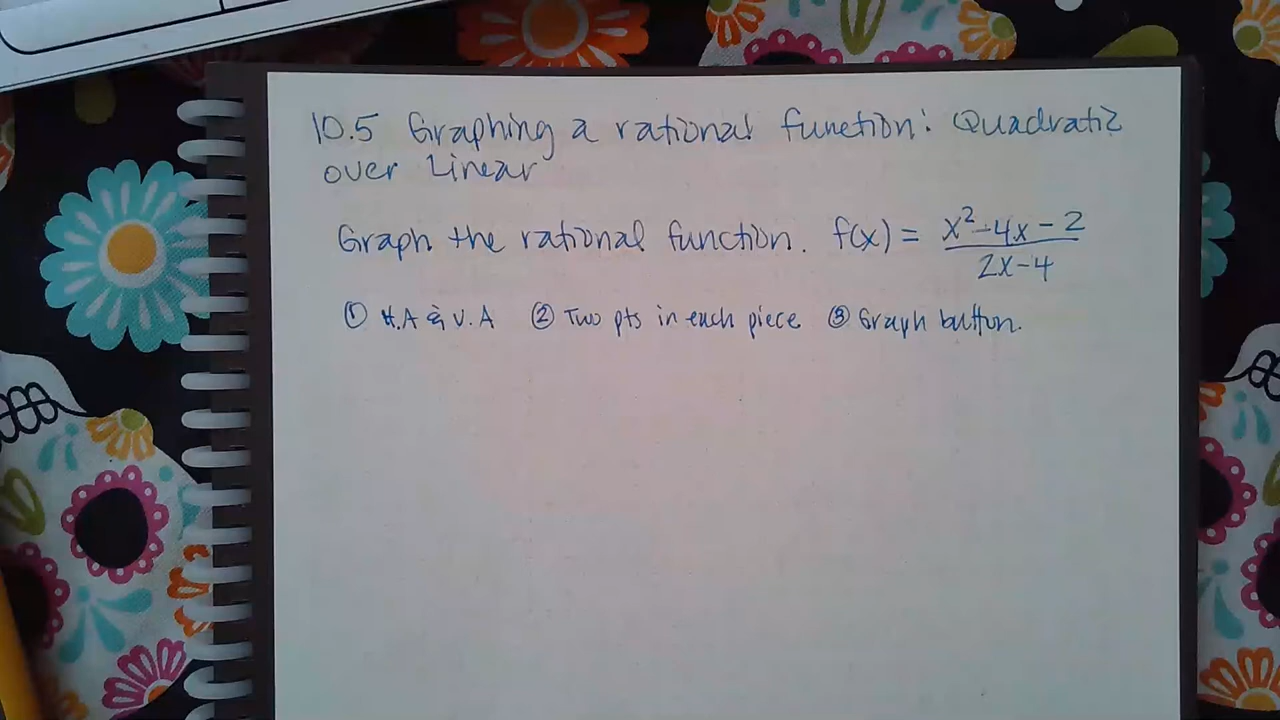 10.5 Graphing a rational function: Quadratic
over Linear
Graph the rational function. f(x) = x²-4x-2 / 2x-4
① H.A & V.A ② Two pts in each piece ③ Graph button.